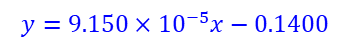 y = 9.150 × 10⁻⁵x − 0.1400